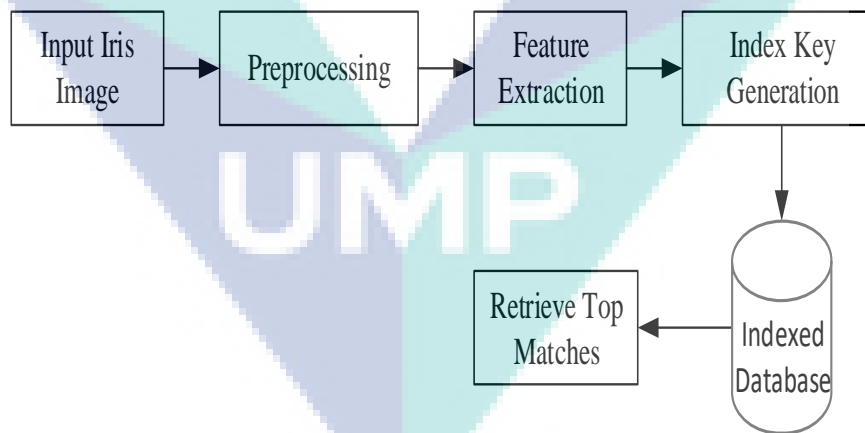 Input Iris
Image
Preprocessing
Feature
Extraction
Index Key
Generation
UMP
Retrieve Top
Matches
Indexed
Database